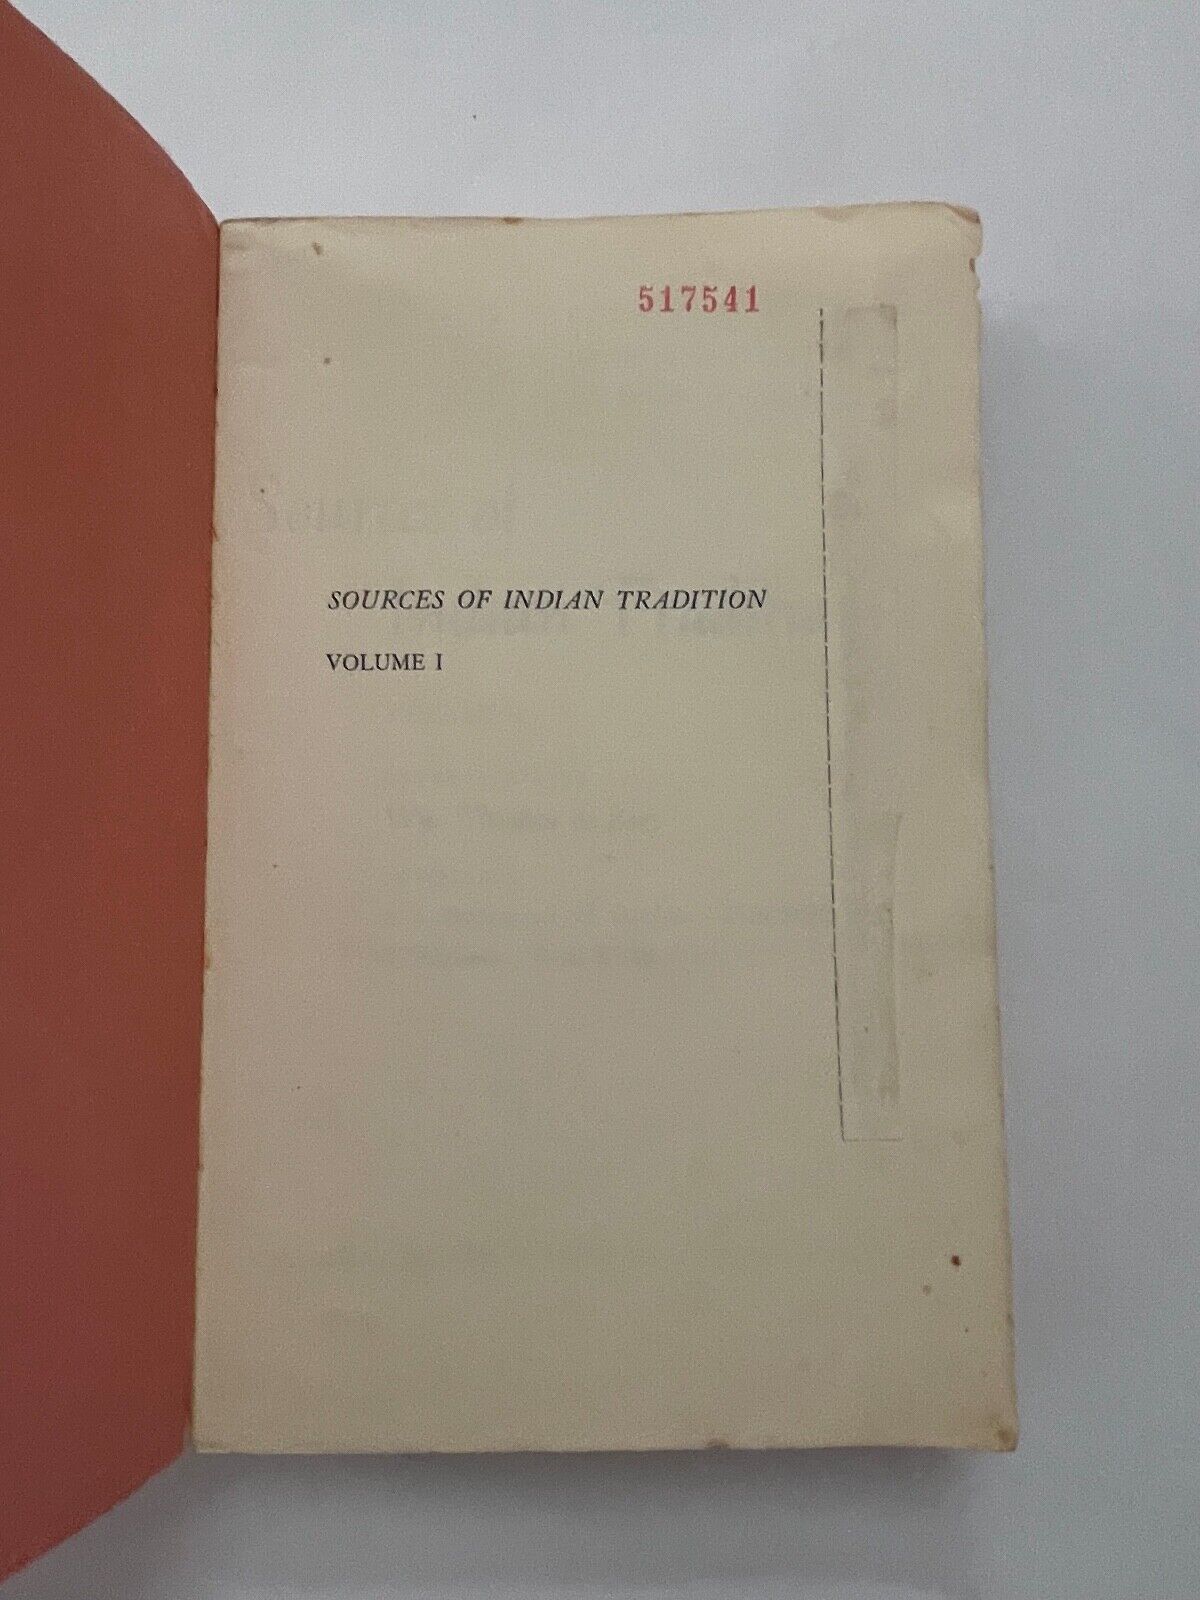 517541
SOURCES OF INDIAN TRADITION
VOLUME I